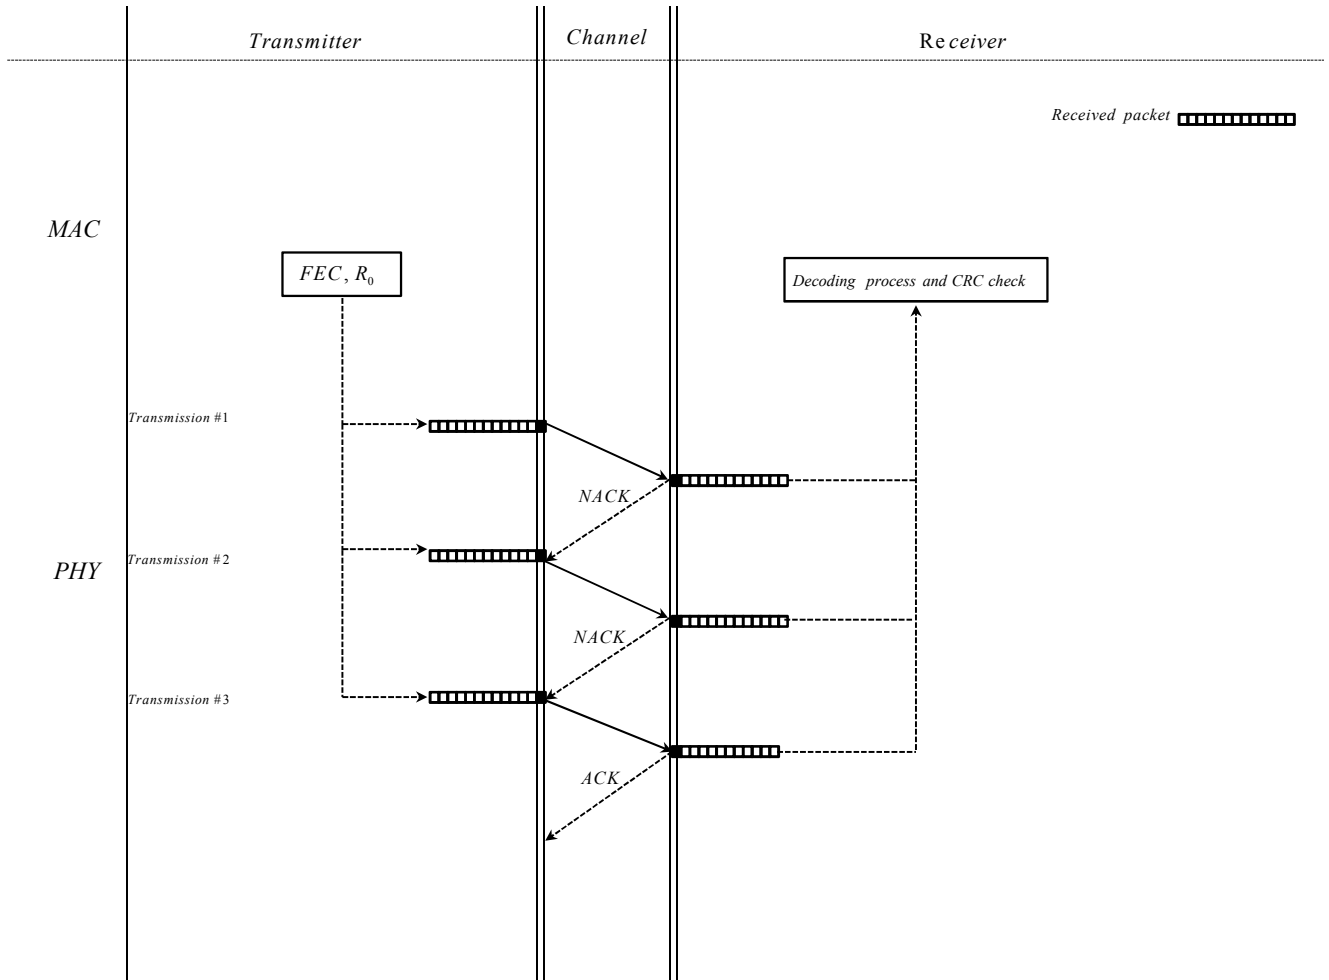 Transmitter
Channel
Receiver
Received packet
MAC
FEC, R0
Decoding process and CRC check
Transmission #1
NACK
Transmission #2
PHY
NACK
Transmission #3
ACK